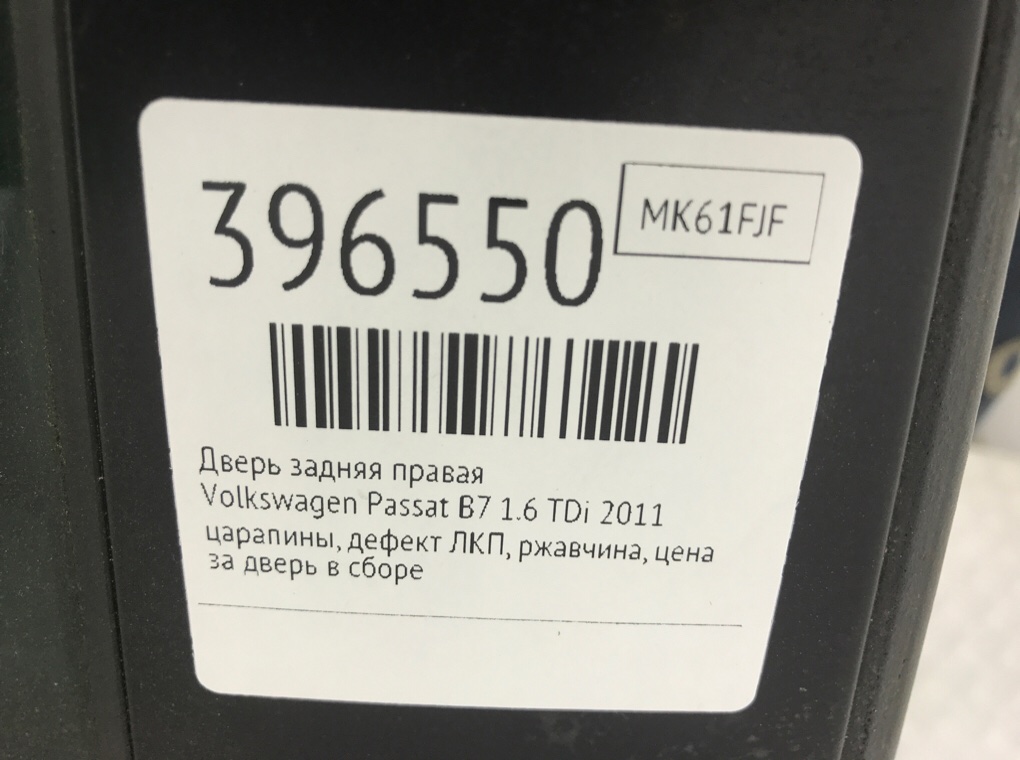 396550
MK61FJF
Дверь задняя правая
Volkswagen Passat B7 1.6 TDi 2011
царапины, дефект ЛКП, ржавчина, цена
за дверь в сборе